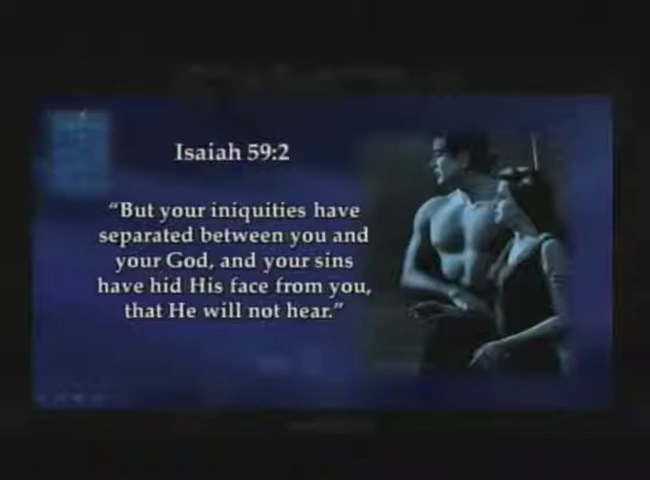 Isaiah 59:2
“But your iniquities have
separated between you and
your God, and your sins
have hid His face from you,
that He will not hear.”